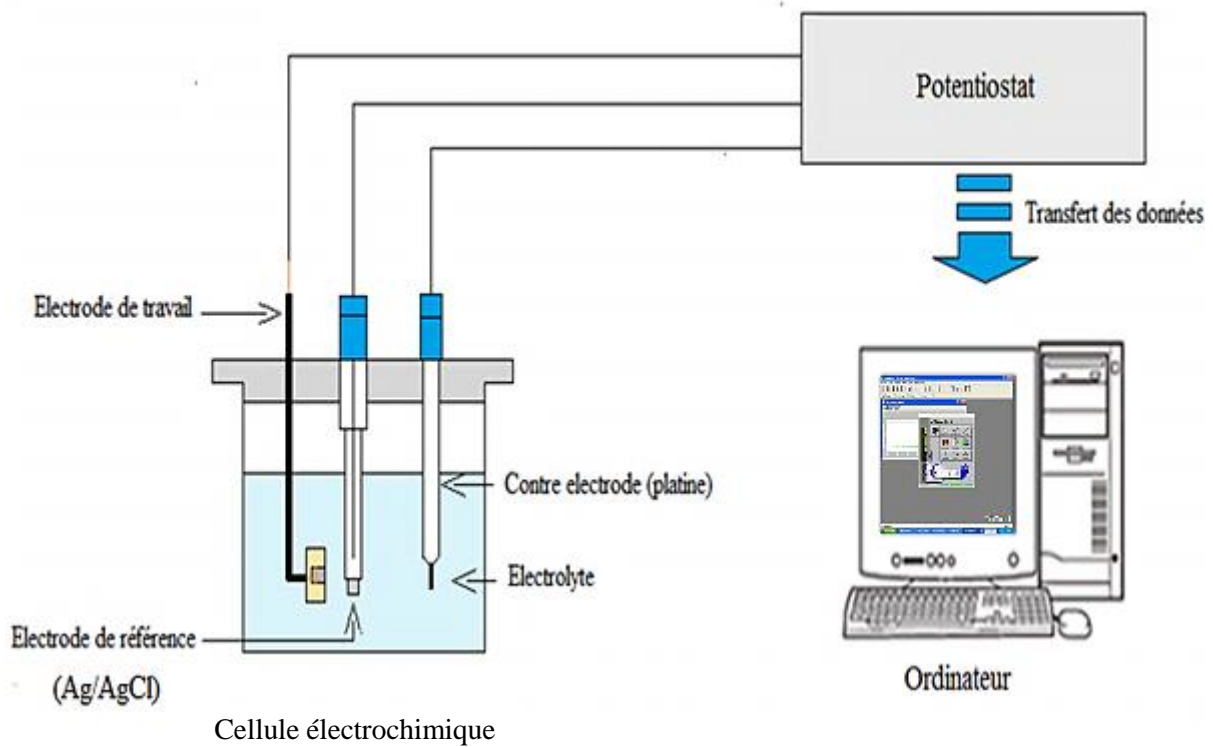 Potentiostat
Transfert des données
Electrode de travail
Contre electrode (platine)
Electrolyte
Electrode de référence
(Ag/AgCl)
Ordinateur
Cellule électrochimique